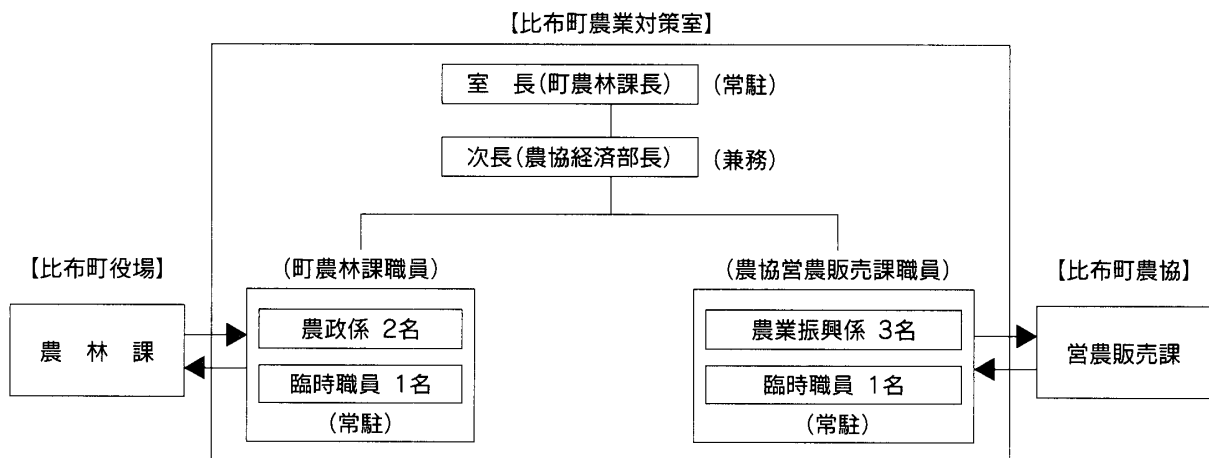 【比布町農業対策室】
室 長(町農林課長) (常駐)
次長(農協経済部長) (兼務)
【比布町役場】
農 林 課
(町農林課職員)
農政係 2名
臨時職員 1名
(常駐)
(農協営農販売課職員)
農業振興係 3名
臨時職員 1名
(常駐)
【比布町農協】
営農販売課